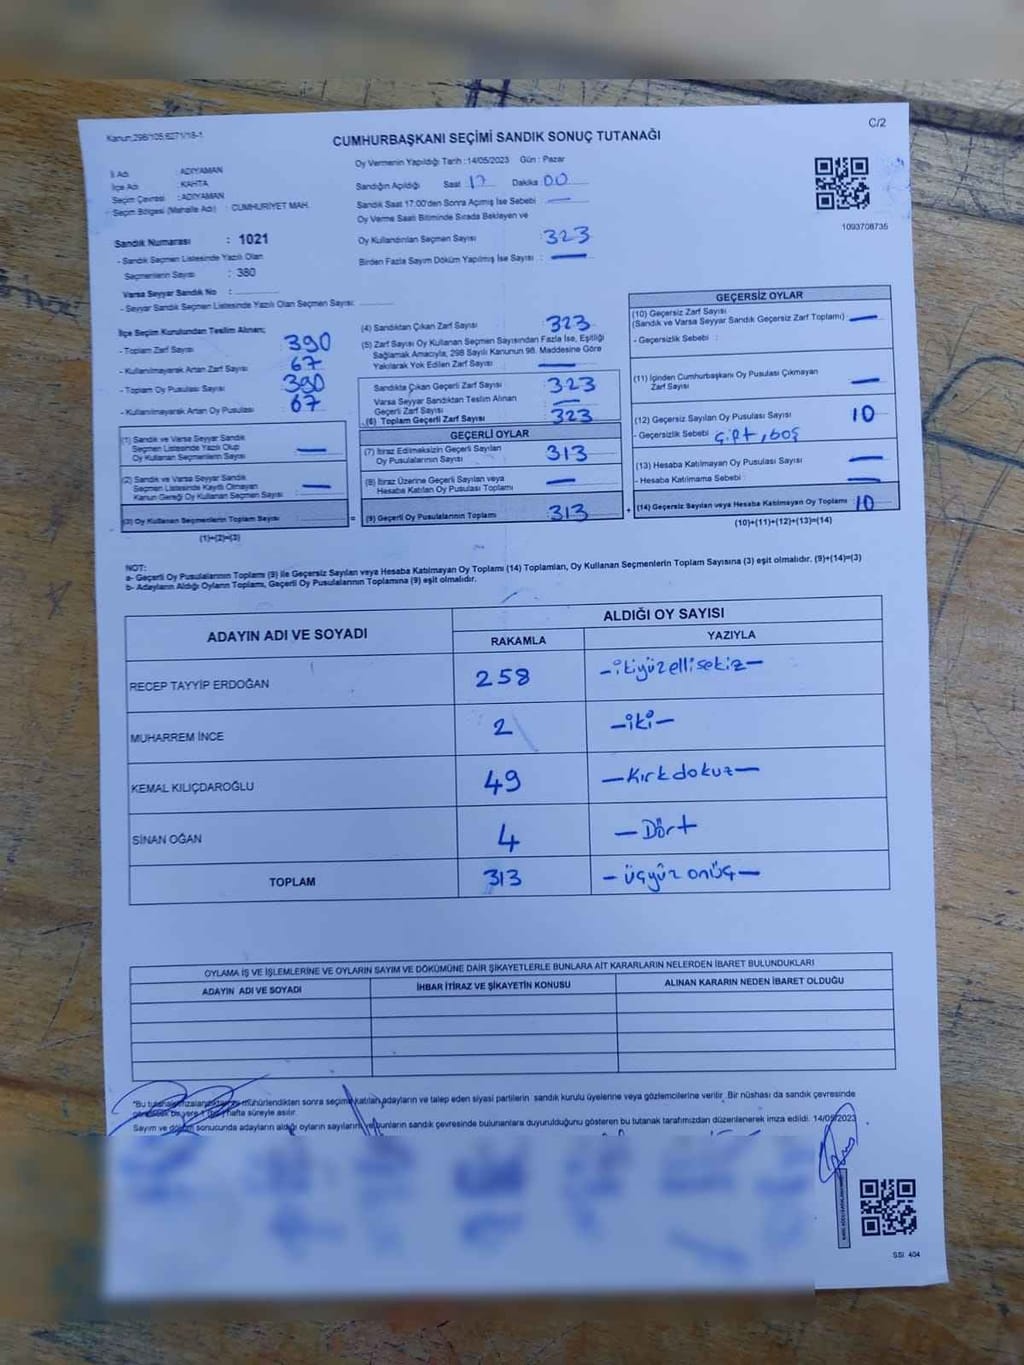 Kanun:298/105;6271/18-1
C/2
CUMHURBAŞKANI SEÇİMİ SANDIK SONUÇ TUTANAĞI
İl Adı : ADIYAMAN
İlçe Adı : KAHTA
Seçim Çevresi : ADIYAMAN
Seçim Bölgesi (Mahalle Adı) : CUMHURİYET MAH.
Sandık Numarası : 1021
- Sandık Seçmen Listesinde Yazılı Olan
Seçmenlerin Sayısı : 380
Varsa Seyyar Sandık No :
- Seyyar Sandık Seçmen Listesinde Yazılı Olan Seçmen Sayısı:
Oy Vermenin Yapıldığı Tarih :14/05/2023 Gün : Pazar
Sandığın Açıldığı Saat 17 Dakika 00
Sandık Saat 17.00'den Sonra Açılmış İse Sebebi —
Oy Verme Saati Bitiminde Sırada Bekleyen ve
Oy Kullandırılan Seçmen Sayısı : 323
Birden Fazla Sayım Döküm Yapılmış İse Sayısı : —
1093708735
İlçe Seçim Kurulundan Teslim Alınan;
- Toplam Zarf Sayısı : 390
- Kullanılmayarak Artan Zarf Sayısı : 67
- Toplam Oy Pusulası Sayısı : 390
- Kullanılmayarak Artan Oy Pusulası : 67
(1) Sandık ve Varsa Seyyar Sandık
Seçmen Listesinde Yazılı Olup
Oy Kullanan Seçmenlerin Sayısı : —
(2) Sandık ve Varsa Seyyar Sandık
Seçmen Listesinde Kayıtlı Olmayan
Kanun Gereği Oy Kullanan Seçmen Sayısı : —
(3) Oy Kullanan Seçmenlerin Toplam Sayısı
(1)+(2)=(3)
(4) Sandıktan Çıkan Zarf Sayısı : 323
(5) Zarf Sayısı Oy Kullanan Seçmen Sayısından Fazla İse, Eşitliği
Sağlamak Amacıyla, 298 Sayılı Kanunun 98. Maddesine Göre
Yakılarak Yok Edilen Zarf Sayısı : —
Sandıkta Çıkan Geçerli Zarf Sayısı : 323
Varsa Seyyar Sandıktan Teslim Alınan
Geçerli Zarf Sayısı : —
(6) Toplam Geçerli Zarf Sayısı : 323
GEÇERLİ OYLAR
(7) İtiraz Edilmeksizin Geçerli Sayılan
Oy Pusulalarının Sayısı : 313
(8) İtiraz Üzerine Geçerli Sayılan veya
Hesaba Katılan Oy Pusulası Toplamı : —
= (9) Geçerli Oy Pusulalarının Toplamı : 313
GEÇERSİZ OYLAR
(10) Geçersiz Zarf Sayısı
(Sandık ve Varsa Seyyar Sandık Geçersiz Zarf Toplamı) : —
- Geçersizlik Sebebi :
(11) İçinden Cumhurbaşkanı Oy Pusulası Çıkmayan
Zarf Sayısı : —
(12) Geçersiz Sayılan Oy Pusulası Sayısı : 10
- Geçersizlik Sebebi : çift, boş
(13) Hesaba Katılmayan Oy Pusulası Sayısı : —
- Hesaba Katılmama Sebebi : —
+ (14) Geçersiz Sayılan veya Hesaba Katılmayan Oy Toplamı : 10
(10)+(11)+(12)+(13)=(14)
NOT:
a- Geçerli Oy Pusulalarının Toplamı (9) ile Geçersiz Sayılan veya Hesaba Katılmayan Oy Toplamı (14) Toplamları, Oy Kullanan Seçmenlerin Toplam Sayısına (3) eşit olmalıdır. (9)+(14)=(3)
b- Adayların Aldığı Oyların Toplamı, Geçerli Oy Pusulalarının Toplamına (9) eşit olmalıdır.
ADAYIN ADI VE SOYADI
ALDIĞI OY SAYISI
RAKAMLA YAZIYLA
RECEP TAYYİP ERDOĞAN 258 -ikiyüzellisekiz-
MUHARREM İNCE 2 -iki-
KEMAL KILIÇDAROĞLU 49 -Kırkdokuz-
SİNAN OĞAN 4 -Dört
TOPLAM 313 -üçyüz onüç-
OYLAMA İŞ VE İŞLEMLERİNE VE OYLARIN SAYIM VE DÖKÜMÜNE DAİR ŞİKAYETLERLE BUNLARA AİT KARARLARIN NELERDEN İBARET BULUNDUKLARI
ADAYIN ADI VE SOYADI İHBAR İTİRAZ VE ŞİKAYETİN KONUSU ALINAN KARARIN NEDEN İBARET OLDUĞU
*Bu mühürlendikten sonra seçime katılan adayların ve talep eden siyasi partilerin sandık kurulu üyelerine veya gözlemcilerine verilir. Bir nüshası da sandık çevresinde
hafta süreyle asılır.
Sayım ve döküm sonucunda adayların aldığı oyların sayılarını ve bunların sandık çevresinde bulunanlara duyurulduğunu gösteren bu tutanak tarafımızdan düzenlenerek imza edildi. 14/05/2023
SSI 404